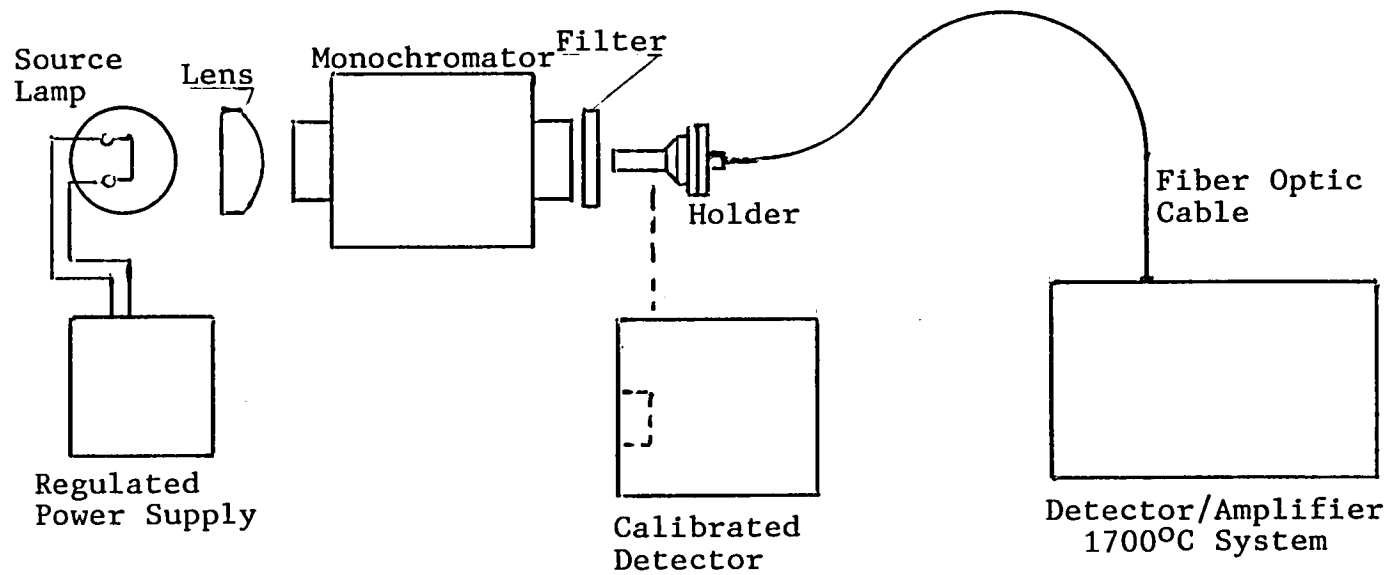 Source
Lamp
Lens
Monochromator
Filter
Holder
Fiber Optic
Cable
Regulated
Power Supply
Calibrated
Detector
Detector/Amplifier
1700°C System